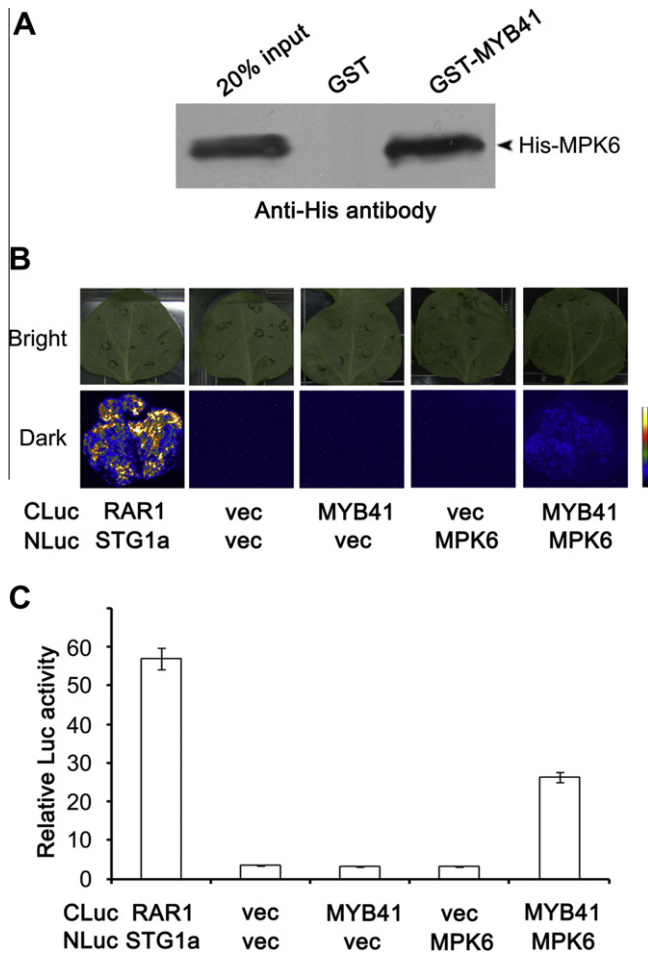 A
20% input
GST
GST-MYB41
His-MPK6
Anti-His antibody
B
Bright
Dark
CLuc RAR1 vec MYB41 vec MYB41
NLuc STG1a vec vec MPK6 MPK6
C
Relative Luc activity
60
50
40
30
20
10
0
CLuc RAR1 vec MYB41 vec MYB41
NLuc STG1a vec vec MPK6 MPK6